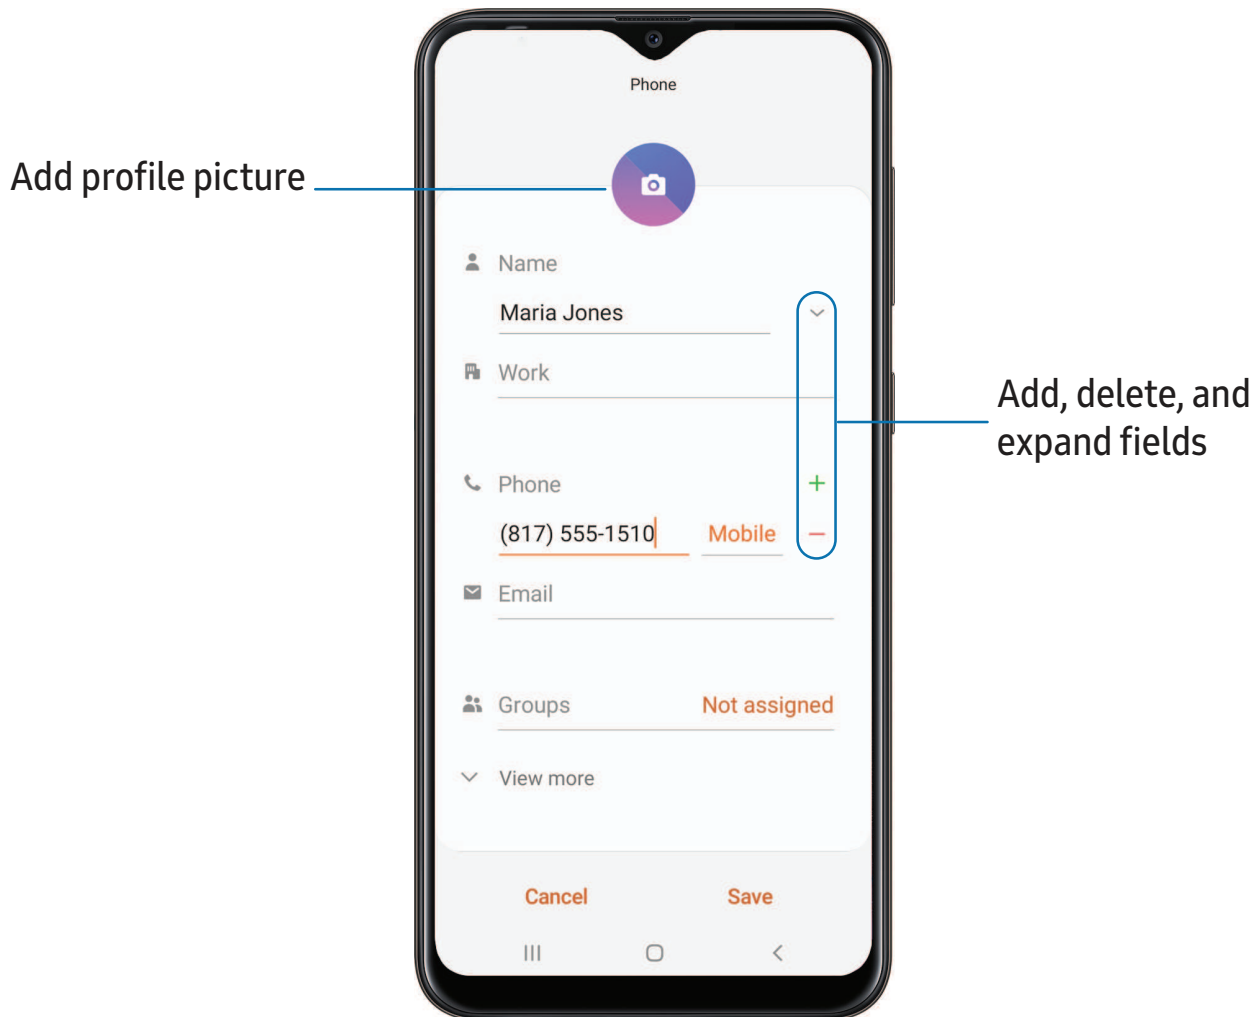 Phone
Add profile picture
Name
Maria Jones
Work
Add, delete, and
expand fields
Phone
(817) 555-1510 Mobile
Email
Groups Not assigned
View more
Cancel Save